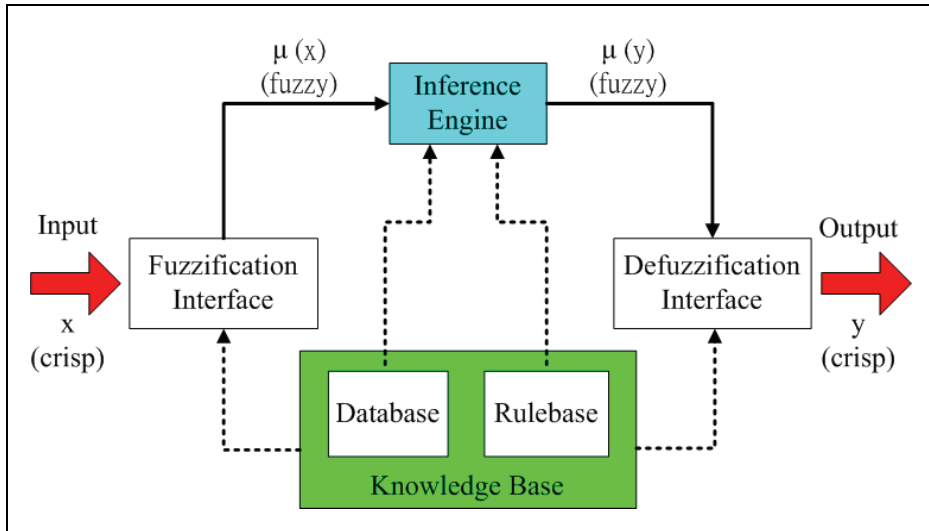 μ (x)
(fuzzy)
Inference
Engine
μ (y)
(fuzzy)
Input
x
(crisp)
Fuzzification
Interface
Defuzzification
Interface
Output
y
(crisp)
Database
Rulebase
Knowledge Base